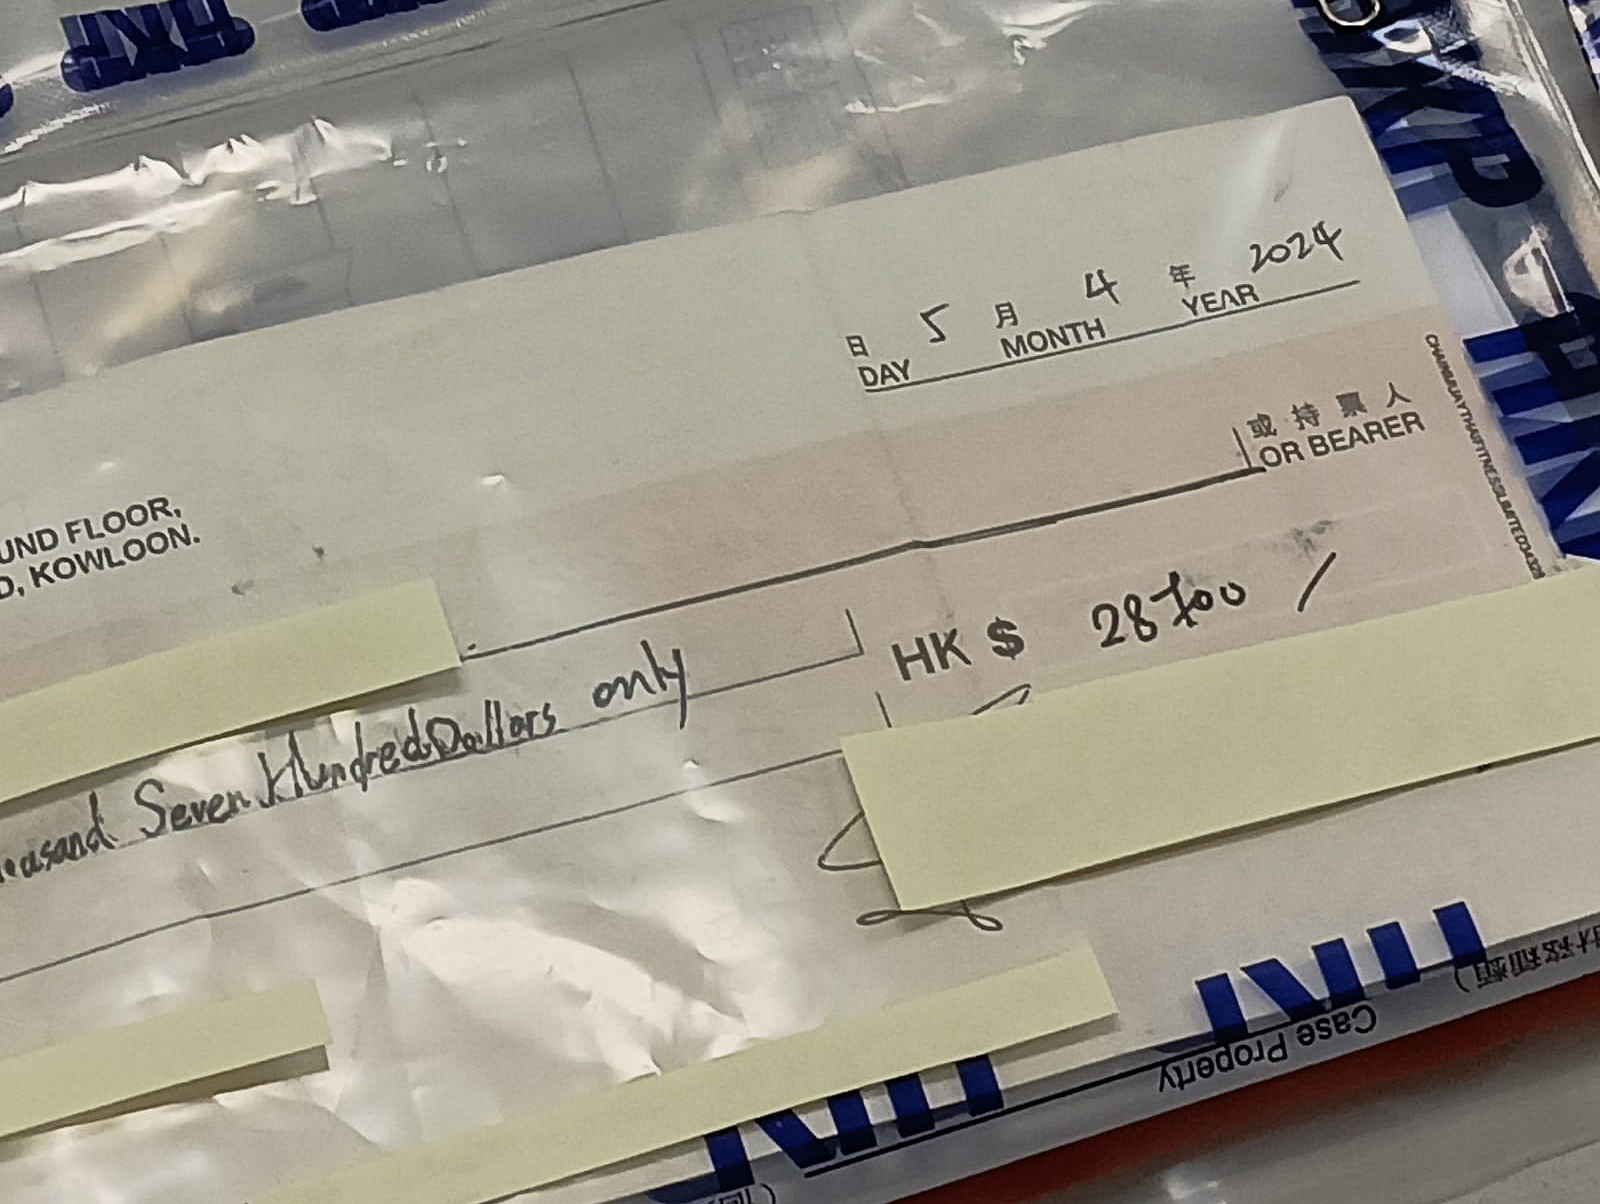 HKP
日 5 月 4 年 2024
DAY MONTH YEAR
或持票人
OR BEARER
UND FLOOR,
D, KOWLOON.
HK $ 28700 /
Seven Hundred Dollars only
Case Property